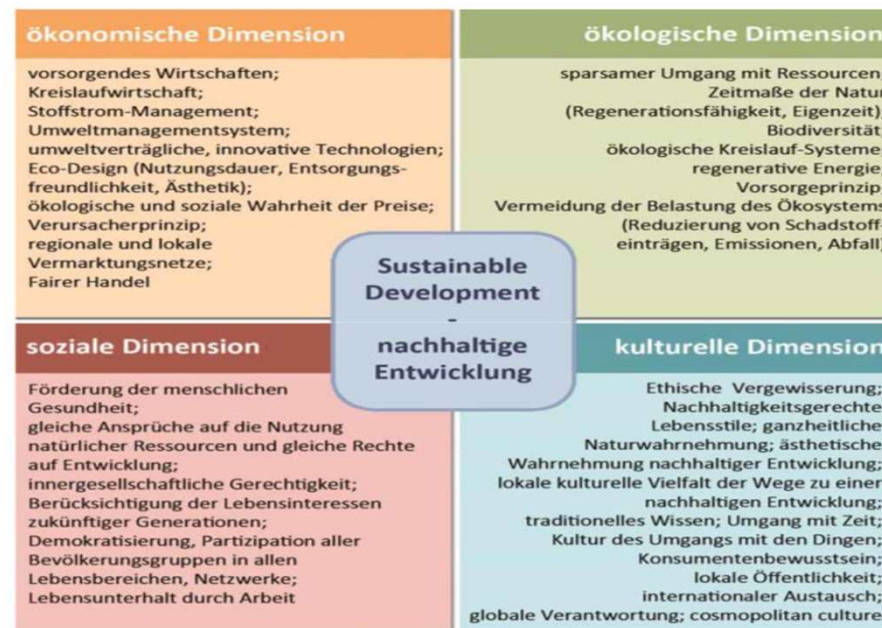 ökonomische Dimension
vorsorgendes Wirtschaften;
Kreislaufwirtschaft;
Stoffstrom-Management;
Umweltmanagementsystem;
umweltverträgliche, innovative Technologien;
Eco-Design (Nutzungsdauer, Entsorgungs-
freundlichkeit, Ästhetik);
ökologische und soziale Wahrheit der Preise;
Verursacherprinzip;
regionale und lokale
Vermarktungsnetze;
Fairer Handel
ökologische Dimension
sparsamer Umgang mit Ressourcen;
Zeitmaße der Natur
(Regenerationsfähigkeit, Eigenzeit);
Biodiversität;
ökologische Kreislauf-Systeme;
regenerative Energie;
Vorsorgeprinzip;
Vermeidung der Belastung des Ökosystems
(Reduzierung von Schadstoff-
einträgen, Emissionen, Abfall)
Sustainable
Development
-
nachhaltige
Entwicklung
soziale Dimension
Förderung der menschlichen
Gesundheit;
gleiche Ansprüche auf die Nutzung
natürlicher Ressourcen und gleiche Rechte
auf Entwicklung;
innergesellschaftliche Gerechtigkeit;
Berücksichtigung der Lebensinteressen
zukünftiger Generationen;
Demokratisierung, Partizipation aller
Bevölkerungsgruppen in allen
Lebensbereichen, Netzwerke;
Lebensunterhalt durch Arbeit
kulturelle Dimension
Ethische Vergewisserung;
Nachhaltigkeitsgerechte
Lebensstile; ganzheitliche
Naturwahrnehmung; ästhetische
Wahrnehmung nachhaltiger Entwicklung;
lokale kulturelle Vielfalt der Wege zu einer
nachhaltigen Entwicklung;
traditionelles Wissen; Umgang mit Zeit;
Kultur des Umgangs mit den Dingen;
Konsumentenbewusstsein;
lokale Öffentlichkeit;
internationaler Austausch;
globale Verantwortung; cosmopolitan culture